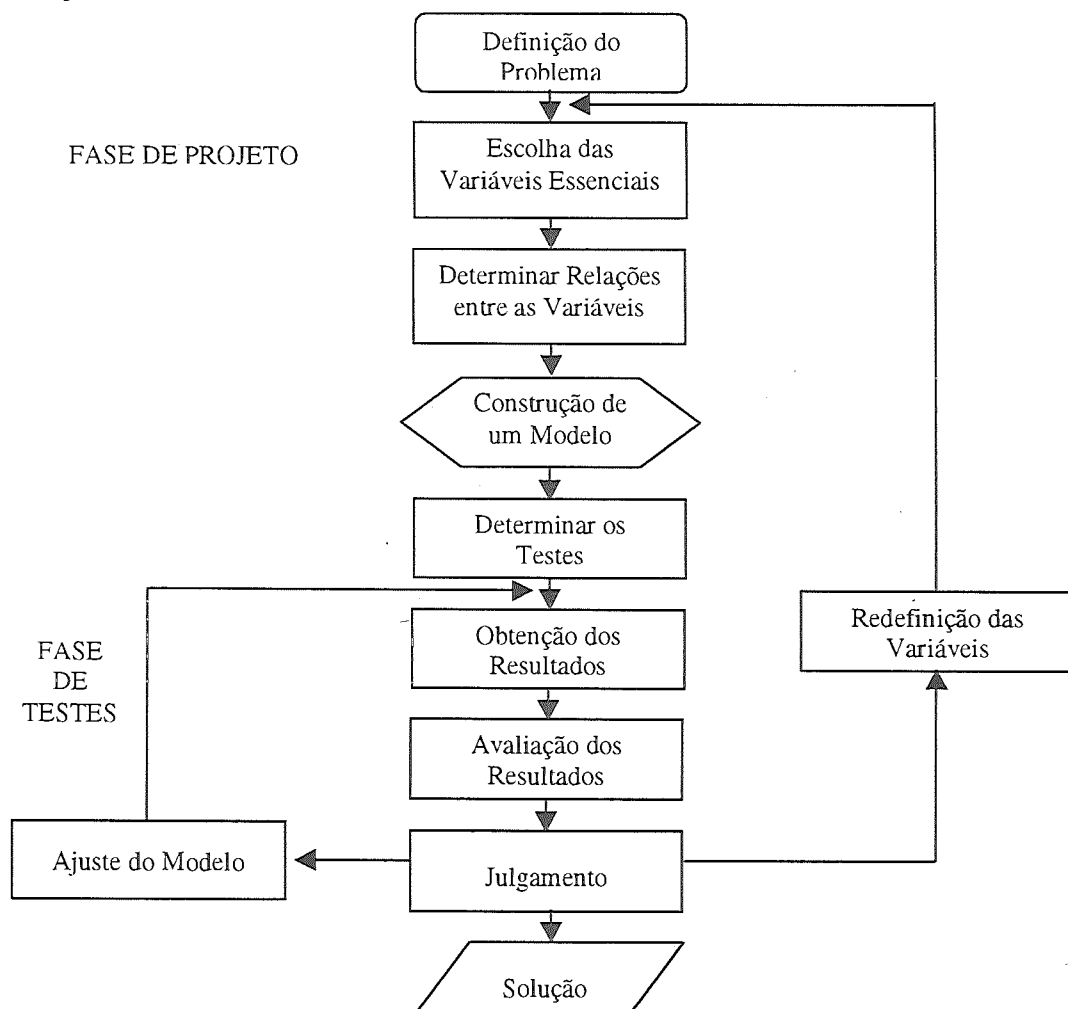 Definição do
Problema
FASE DE PROJETO
Escolha das
Variáveis Essenciais
Determinar Relações
entre as Variáveis
Construção de
um Modelo
Determinar os
Testes
Obtenção dos
Resultados
Redefinição das
Variáveis
FASE
DE
TESTES
Avaliação dos
Resultados
Ajuste do Modelo
Julgamento
Solução